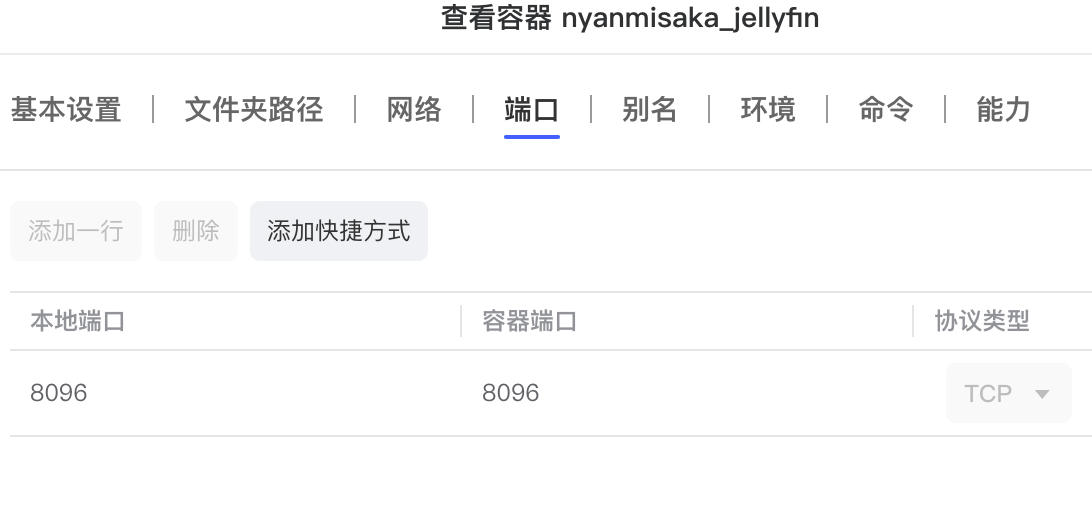 查看容器 nyanmisaka_jellyfin
基本设置 文件夹路径 网络 端口 别名 环境 命令 能力
添加一行 删除 添加快捷方式
本地端口 容器端口 协议类型
8096 8096 TCP